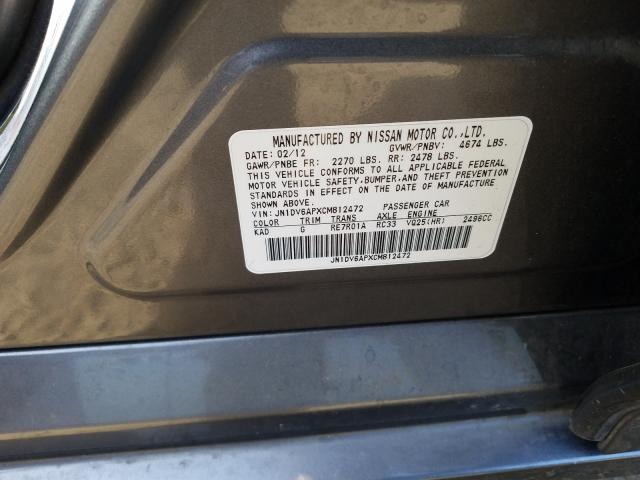 MANUFACTURED BY NISSAN MOTOR CO.,LTD.
DATE: 02/12 GVWR/PNBV: 4674 LBS.
GAWR/PNBE FR: 2270 LBS. RR: 2478 LBS.
THIS VEHICLE CONFORMS TO ALL APPLICABLE FEDERAL
MOTOR VEHICLE SAFETY,BUMPER,AND THEFT PREVENTION
STANDARDS IN EFFECT ON THE DATE OF MANUFACTURE
SHOWN ABOVE.
VIN: JN1DV6APXCM812472 PASSENGER CAR
COLOR TRIM TRANS AXLE ENGINE
KAD G RE7R01A RC33 VQ25(HR) 2496CC
JN1DV6APXCM812472